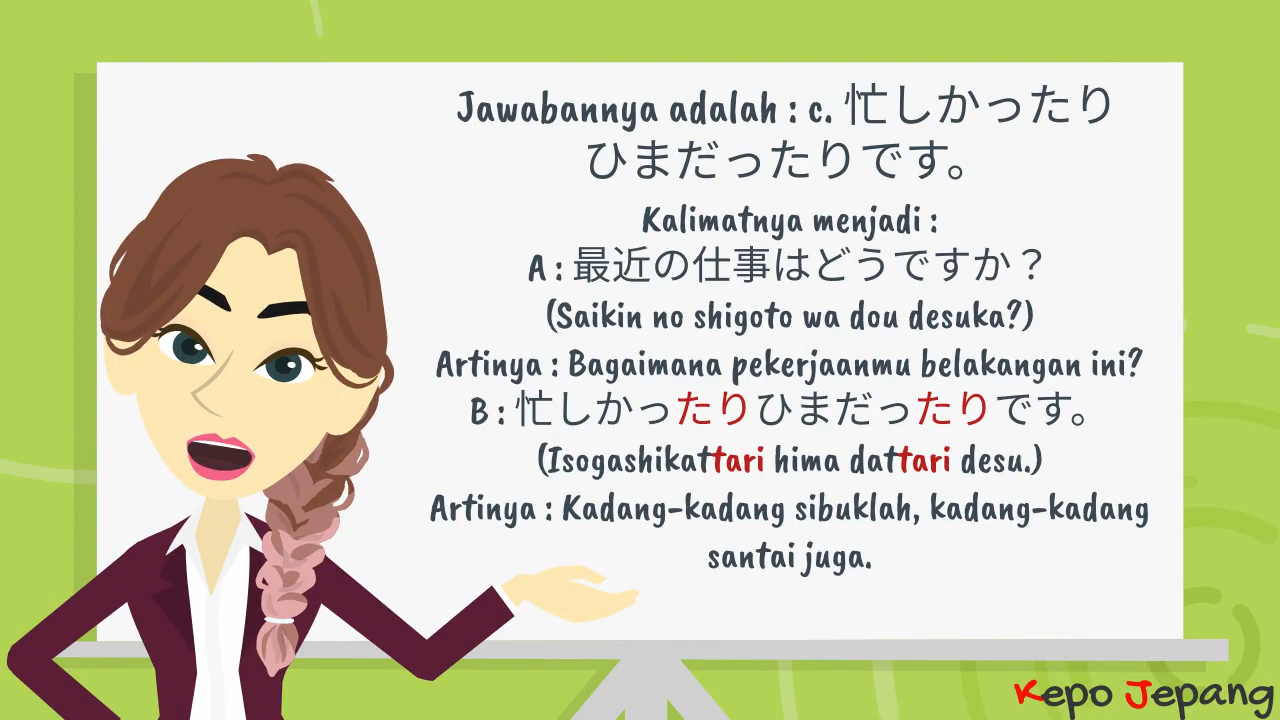 Jawabannya adalah : c. 忙しかったり
ひまだったりです。
Kalimatnya menjadi :
A : 最近の仕事はどうですか？
(Saikin no shigoto wa dou desuka?)
Artinya : Bagaimana pekerjaanmu belakangan ini?
B : 忙しかったりひまだったりです。
(Isogashikattari hima dattari desu.)
Artinya : Kadang-kadang sibuklah, kadang-kadang
santai juga.
Kepo Jepang